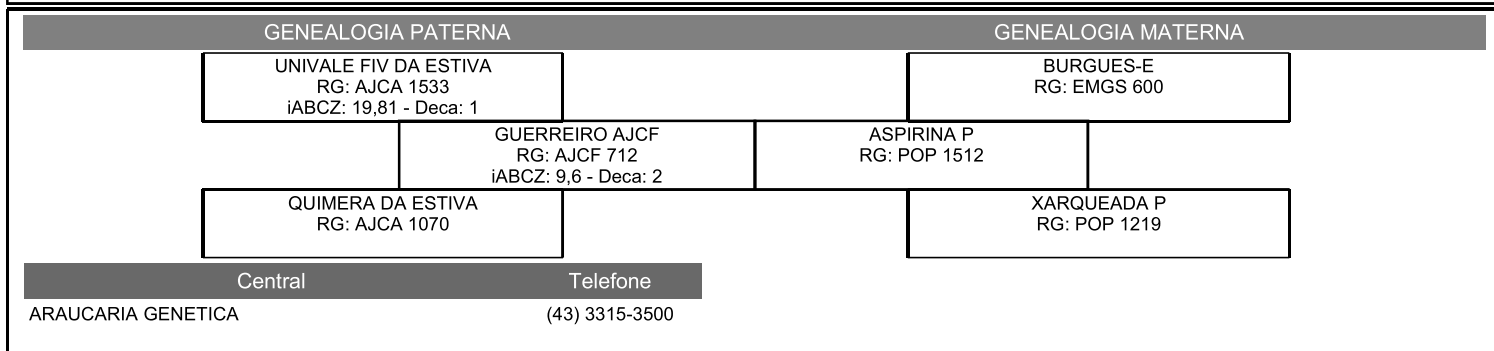 GENEALOGIA PATERNA
GENEALOGIA MATERNA
UNIVALE FIV DA ESTIVA
RG: AJCA 1533
iABCZ: 19,81 - Deca: 1
BURGUES-E
RG: EMGS 600
GUERREIRO AJCF
RG: AJCF 712
iABCZ: 9,6 - Deca: 2
ASPIRINA P
RG: POP 1512
QUIMERA DA ESTIVA
RG: AJCA 1070
XARQUEADA P
RG: POP 1219
Central Telefone
ARAUCARIA GENETICA (43) 3315-3500